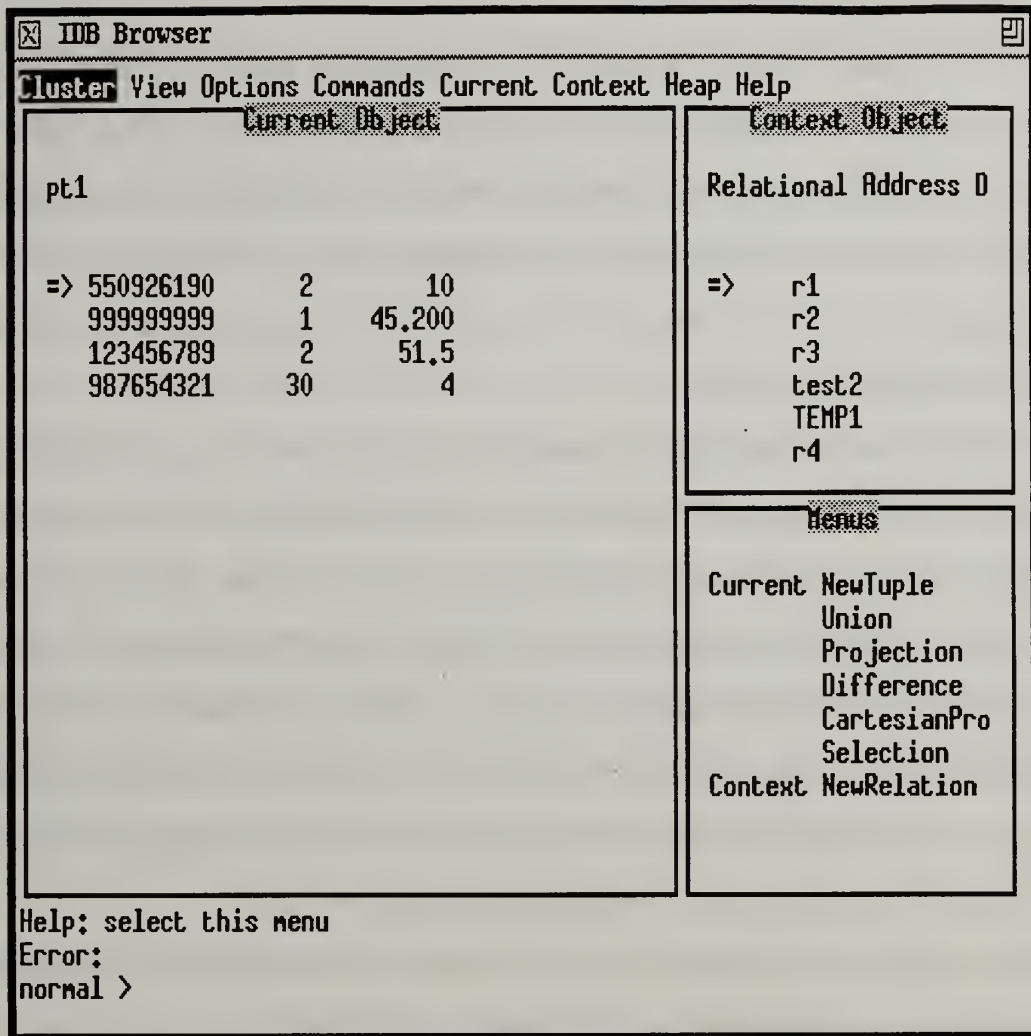 IDB Browser
Cluster View Options Commands Current Context Heap Help
Current Object
pt1
=> 550926190 2 10
999999999 1 45.200
123456789 2 51.5
987654321 30 4
Context Object
Relational Address D
=> r1
r2
r3
test2
TEMP1
r4
Menus
Current NewTuple
Union
Projection
Difference
CartesianPro
Selection
Context NewRelation
Help: select this menu
Error:
normal >